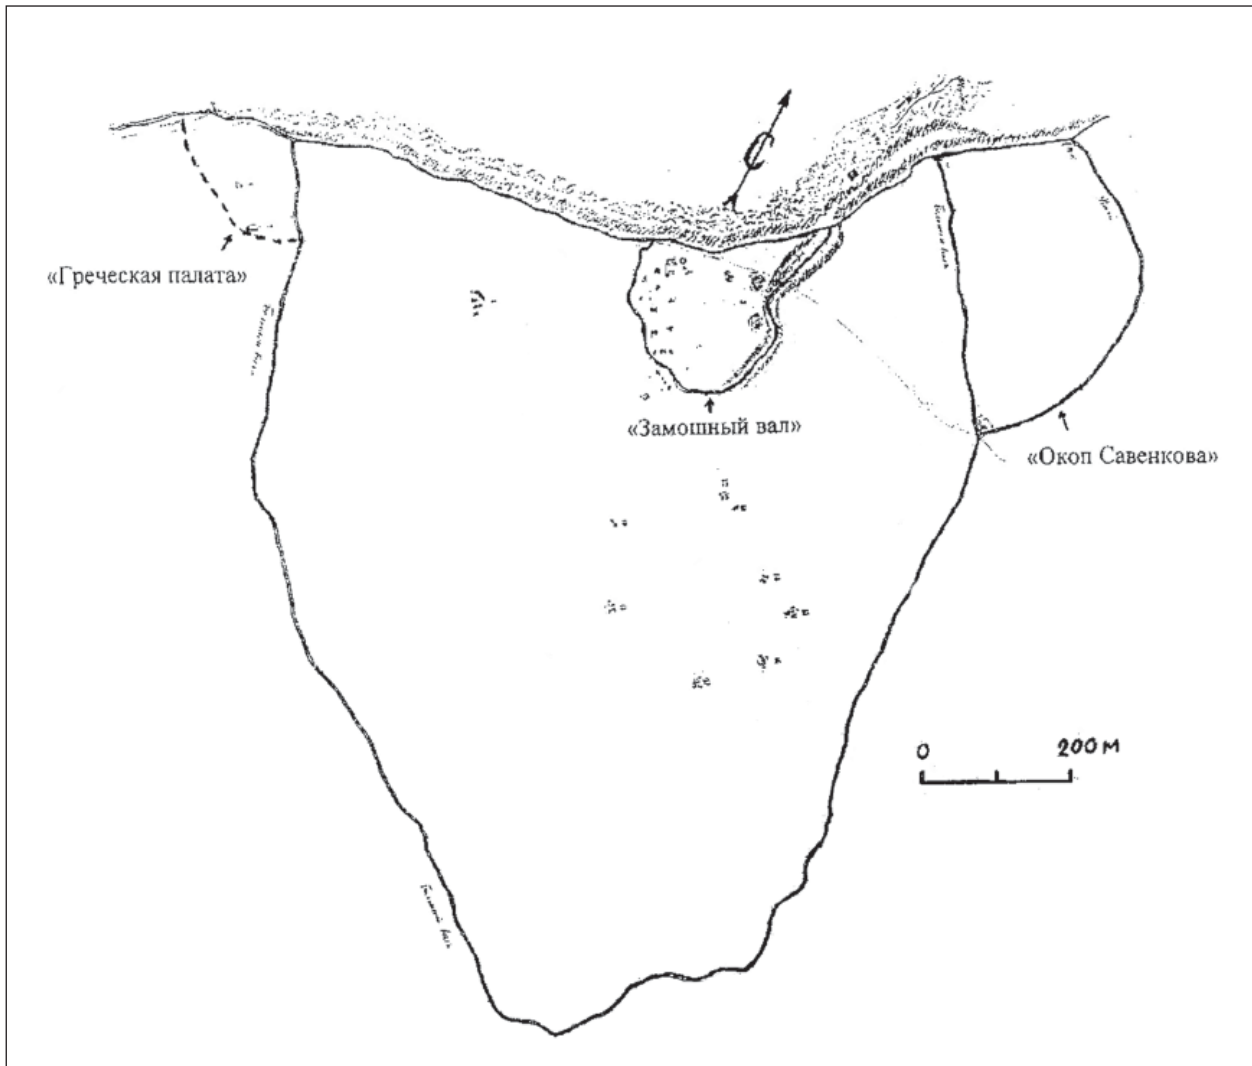 С
«Греческая палата»
«Замошный вал»
«Окоп Савенкова»
0 200 м